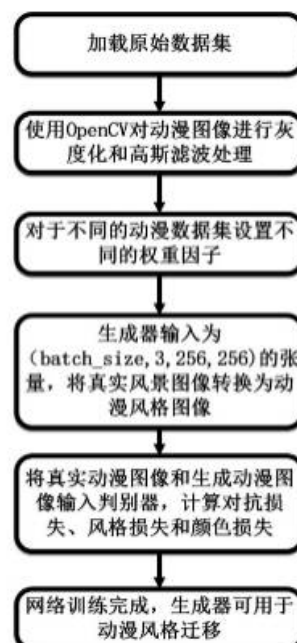 加载原始数据集
使用OpenCV对动漫图像进行灰
度化和高斯滤波处理
对于不同的动漫数据集设置不
同的权重因子
生成器输入为
(batch_size,3,256,256)的张
量，将真实风景图像转换为动
漫风格图像
将真实动漫图像和生成动漫图
像输入判别器，计算对抗损
失、风格损失和颜色损失
网络训练完成，生成器可用于
动漫风格迁移